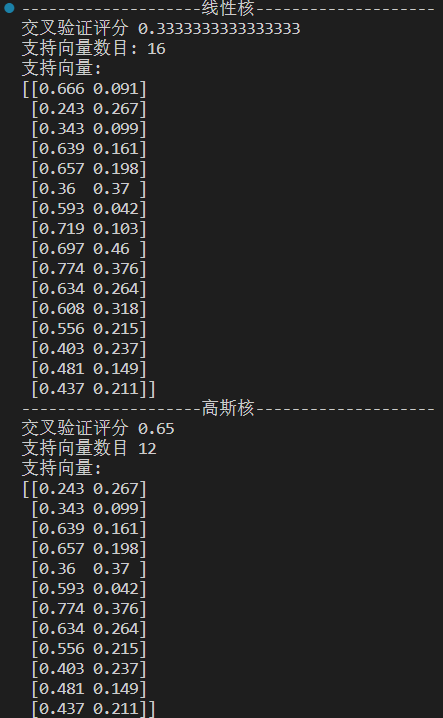 --------------------线性核--------------------
交叉验证评分 0.3333333333333333
支持向量数目: 16
支持向量:
[[0.666 0.091]
 [0.243 0.267]
 [0.343 0.099]
 [0.639 0.161]
 [0.657 0.198]
 [0.36  0.37 ]
 [0.593 0.042]
 [0.719 0.103]
 [0.697 0.46 ]
 [0.774 0.376]
 [0.634 0.264]
 [0.608 0.318]
 [0.556 0.215]
 [0.403 0.237]
 [0.481 0.149]
 [0.437 0.211]]
--------------------高斯核--------------------
交叉验证评分 0.65
支持向量数目 12
支持向量:
[[0.243 0.267]
 [0.343 0.099]
 [0.639 0.161]
 [0.657 0.198]
 [0.36  0.37 ]
 [0.593 0.042]
 [0.774 0.376]
 [0.634 0.264]
 [0.556 0.215]
 [0.403 0.237]
 [0.481 0.149]
 [0.437 0.211]]